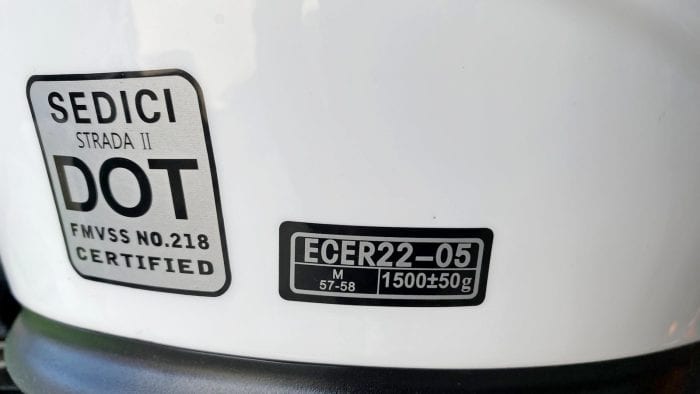 SEDICI
STRADA II
DOT
FMVSS NO.218
CERTIFIED
ECER22-05
M
57-58
1500±50g